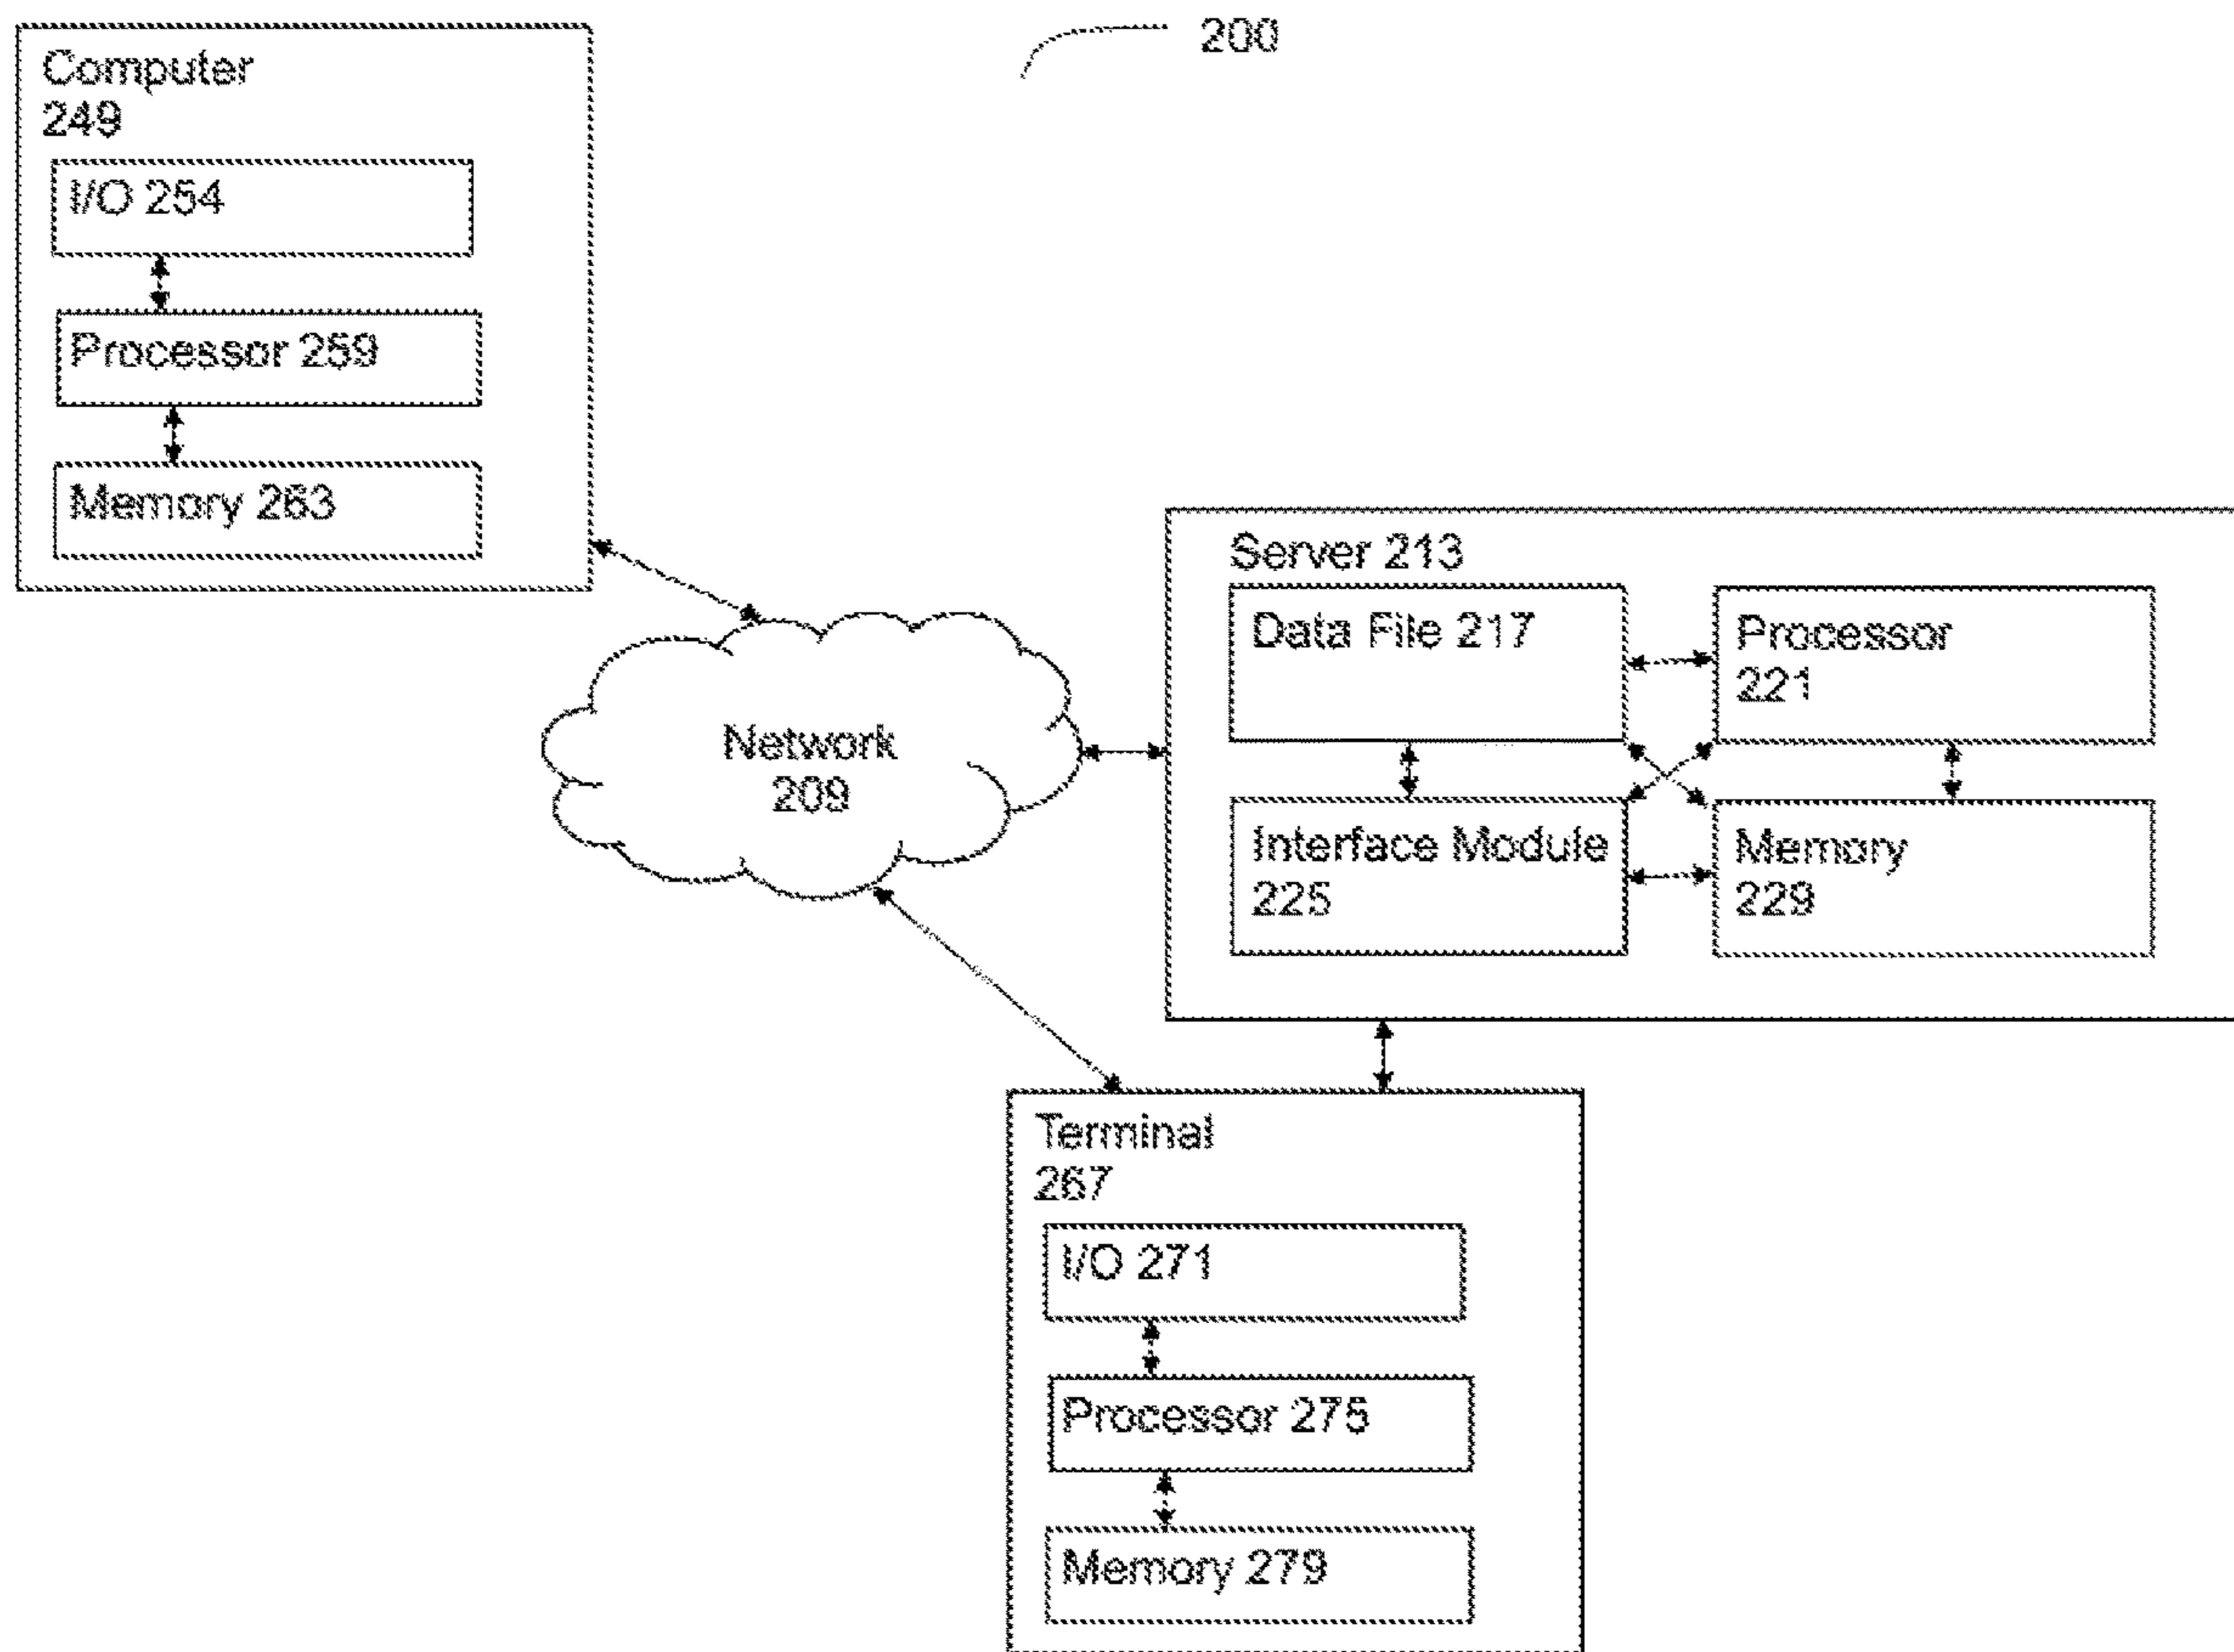 200
Computer
249
I/O 254
Processor 259
Memory 263
Network
209
Server 213
Data File 217
Processor
221
Interface Module
225
Memory
229
Terminal
267
I/O 271
Processor 275
Memory 279